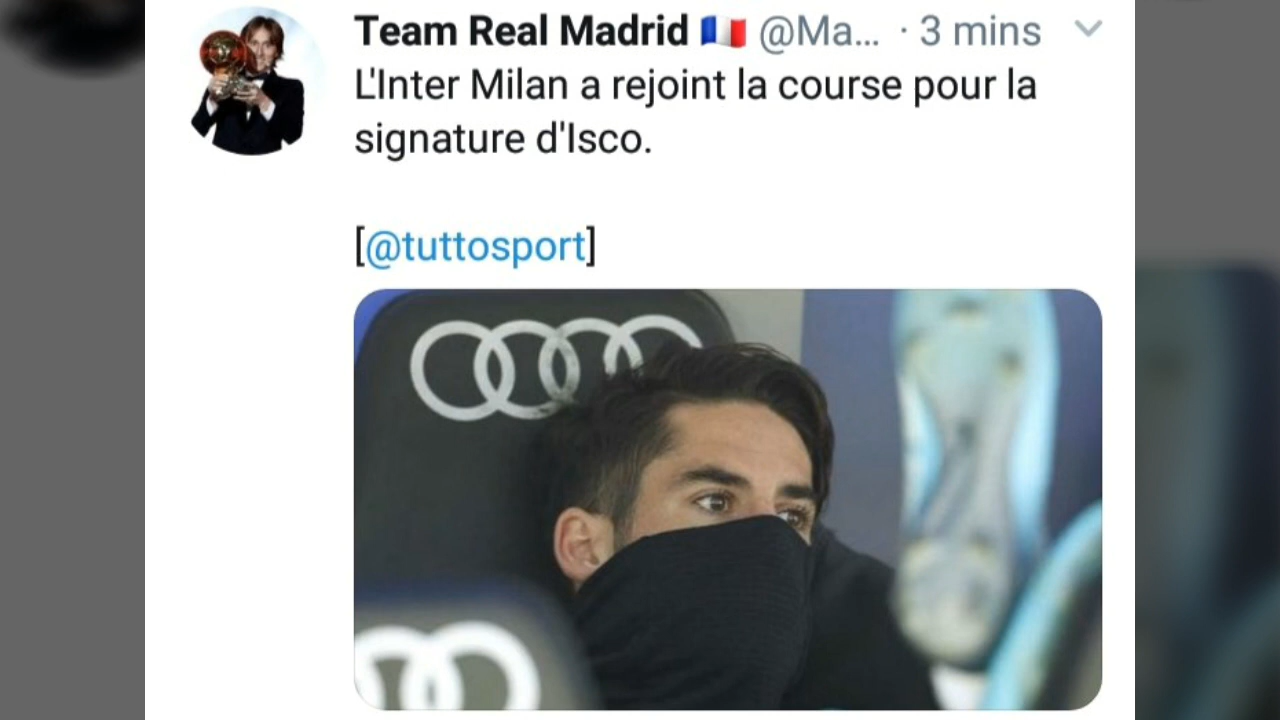 Team Real Madrid 🇫🇷 @Ma... · 3 mins
L'Inter Milan a rejoint la course pour la
signature d'Isco.
[@tuttosport]